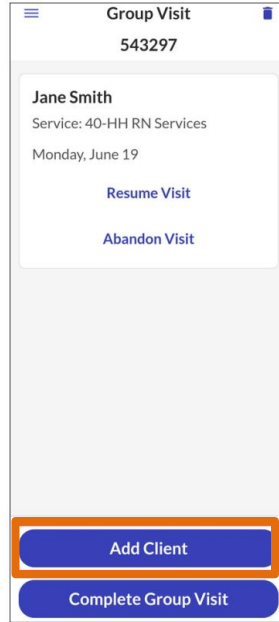 Group Visit
543297
Jane Smith
Service: 40-HH RN Services
Monday, June 19
Resume Visit
Abandon Visit
Add Client
Complete Group Visit